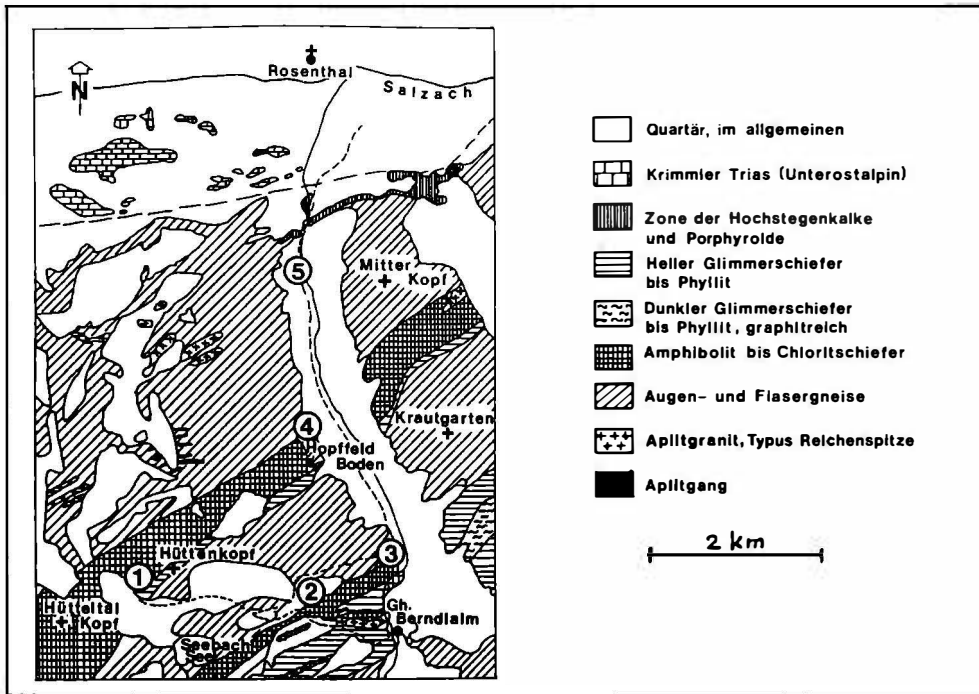 Rosenthal
N
Salzach
5
Mitter
Kopf
Krautgarten
4
Hopffeld
Boden
3
Hüttenkopf
1
2
Hütteltal
Kopf
Gh.
Berndlalm
Seebach
See
Quartär, im allgemeinen
Krimmler Trias (Unterostalpin)
Zone der Hochstegenkalke
und Porphyroide
Heller Glimmerschiefer
bis Phyllit
Dunkler Glimmerschiefer
bis Phyllit, graphitreich
Amphibolit bis Chloritschiefer
Augen- und Flasergneise
Aplitgranit, Typus Reichenspitze
Aplitgang
2 km